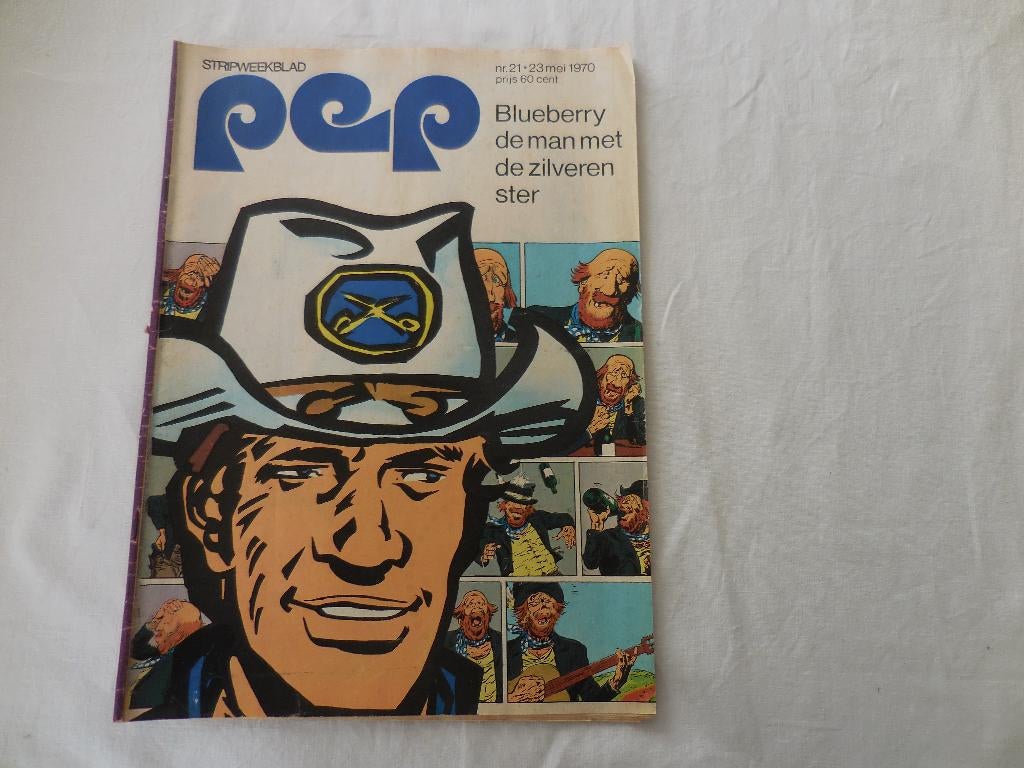 STRIPWEEKBLAD
pep
nr. 21 • 23 mei 1970
prijs 60 cent
Blueberry
de man met
de zilveren
ster